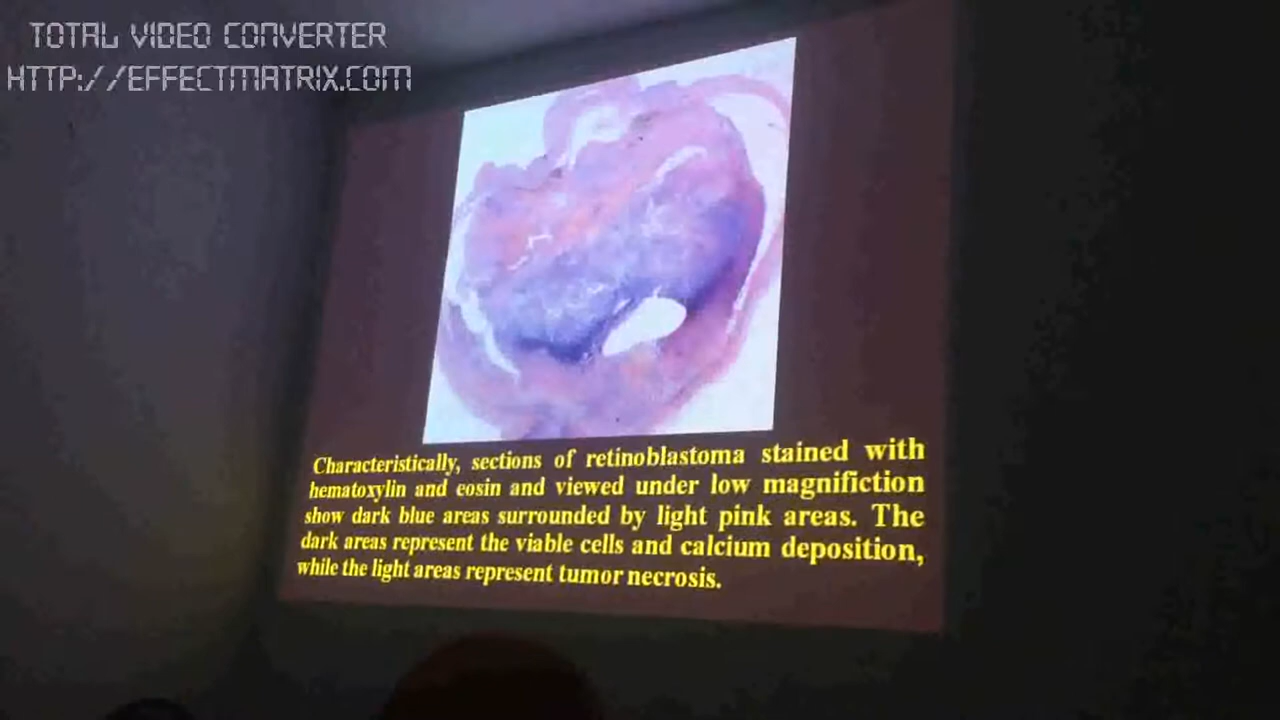 TOTAL VIDEO CONVERTER
HTTP://EFFECTMATRIX.COM
Characteristically, sections of retinoblastoma stained with
hematoxylin and eosin and viewed under low magnifiction
show dark blue areas surrounded by light pink areas. The
dark areas represent the viable cells and calcium deposition,
while the light areas represent tumor necrosis.